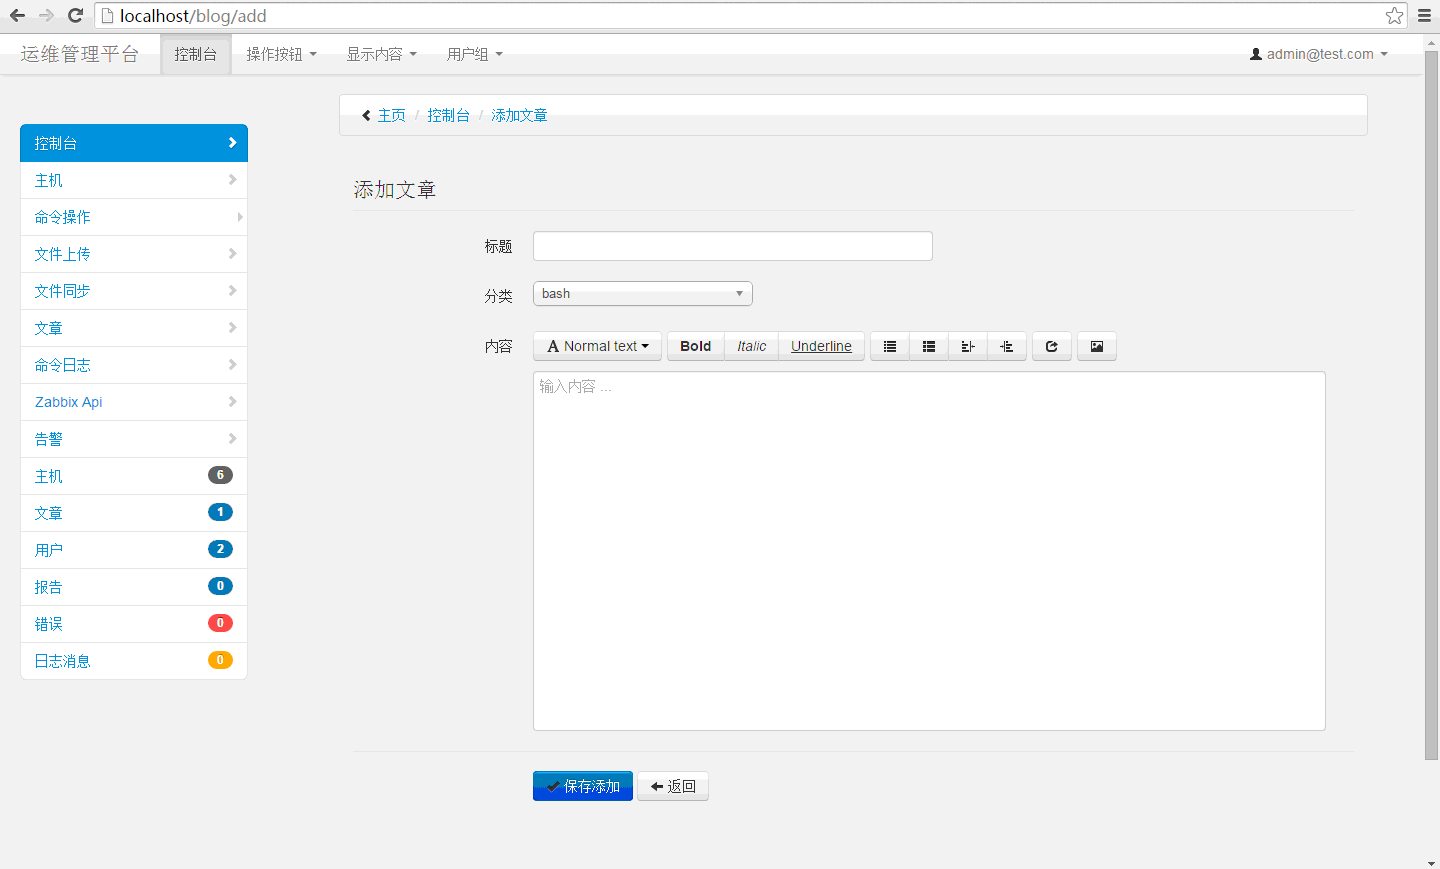 localhost/blog/add
运维管理平台 控制台 操作按钮 显示内容 用户组 admin@test.com
主页 / 控制台 / 添加文章
控制台
主机
命令操作
文件上传
文件同步
文章
命令日志
Zabbix Api
告警
主机 6
文章 1
用户 2
报告 0
错误 0
日志消息 0
添加文章
标题
分类 bash
内容 A Normal text Bold Italic Underline
输入内容 ...
保存添加 返回